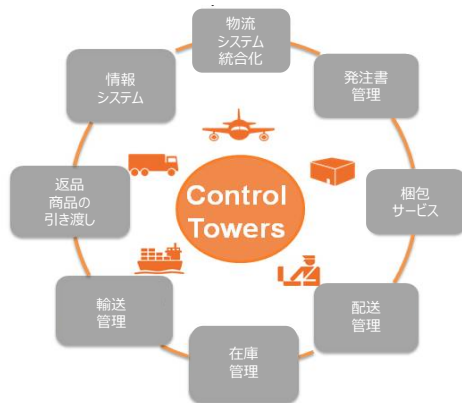 物流
システム
統合化
発注書
管理
梱包
サービス
配送
管理
在庫
管理
輸送
管理
返品
商品の
引き渡し
情報
システム
Control
Towers